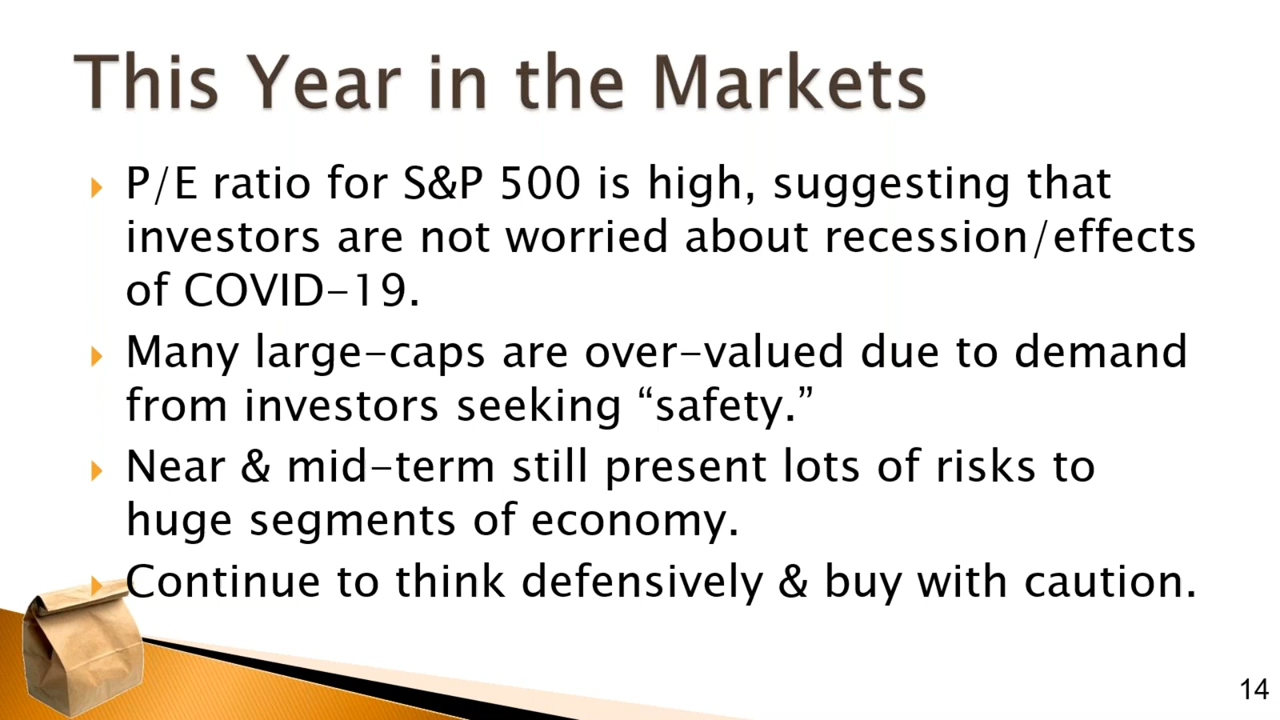 This Year in the Markets
P/E ratio for S&P 500 is high, suggesting that
investors are not worried about recession/effects
of COVID-19.
Many large-caps are over-valued due to demand
from investors seeking “safety.”
Near & mid-term still present lots of risks to
huge segments of economy.
Continue to think defensively & buy with caution.
14